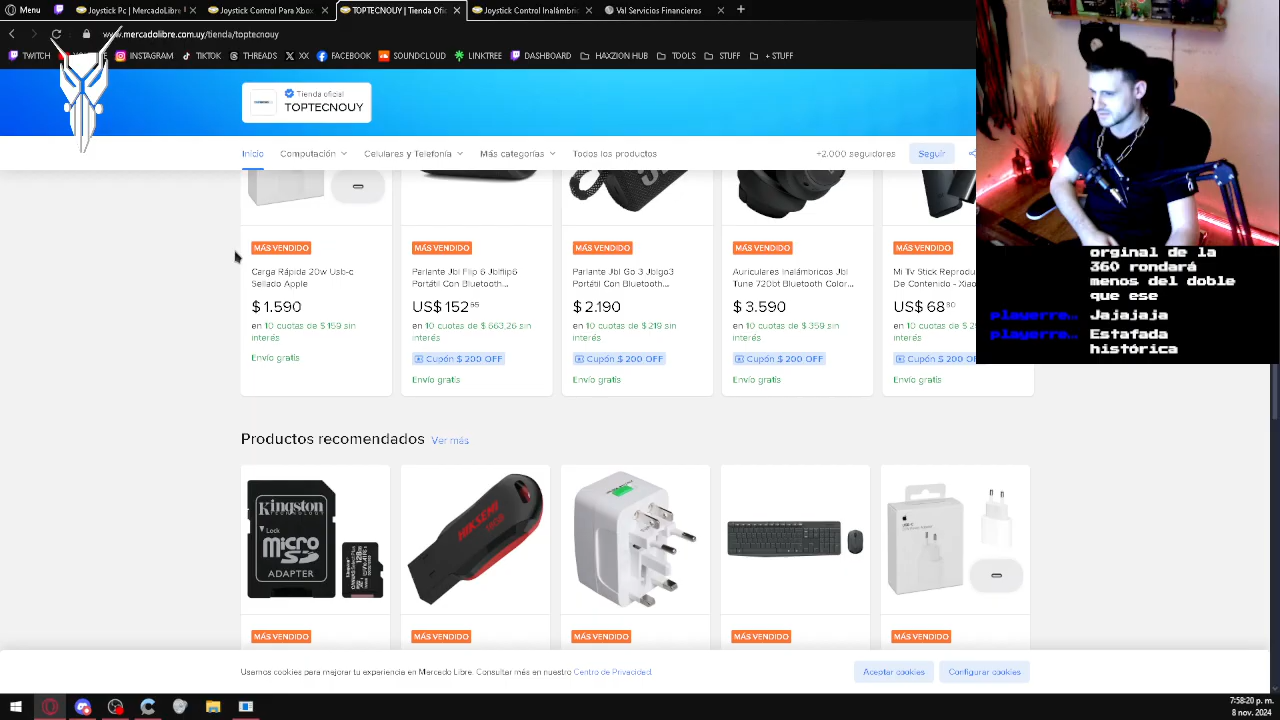 Menu
Joystick Pc | MercadoLibre
Joystick Control Para Xbox
TOPTECNOUY | Tienda Ofic
Joystick Control Inalámbric
Val Servicios Financieros
www.mercadolibre.com.uy/tienda/toptecnouy
TWITCH
INSTAGRAM
TIKTOK
THREADS
XX
FACEBOOK
SOUNDCLOUD
LINKTREE
DASHBOARD
HAXZION HUB
TOOLS
STUFF
+ STUFF
Tienda oficial
TOPTECNOUY
Inicio
Computación
Celulares y Telefonía
Más categorías
Todos los productos
+2.000 seguidores
Seguir
MÁS VENDIDO
Carga Rápida 20w Usb-c
Sellado Apple
$ 1.590
en 10 cuotas de $ 159 sin
interés
Envío gratis
MÁS VENDIDO
Parlante Jbl Flip 6 Jblflip6
Portátil Con Bluetooth...
US$ 152
en 10 cuotas de $ 663,26 sin
interés
Cupón $ 200 OFF
Envío gratis
MÁS VENDIDO
Parlante Jbl Go 3 Jblgo3
Portátil Con Bluetooth...
$ 2.190
en 10 cuotas de $ 219 sin
interés
Cupón $ 200 OFF
Envío gratis
MÁS VENDIDO
Auriculares Inalámbricos Jbl
Tune 720bt Bluetooth Color...
$ 3.590
en 10 cuotas de $ 359 sin
interés
Cupón $ 200 OFF
Envío gratis
MÁS VENDIDO
Mi Tv Stick Reprodu
De Contenido - Xiao
US$ 68
en 10 cuotas de $
interés
Cupón $ 200 OFF
Envío gratis
orginal de la
360 rondará
menos del doble
que ese
playerre… Jajajaja
playerre… Estafada
histórica
Productos recomendados Ver más
Kingston
Lock
micro
SD
ADAPTER
HIKSEMI
MÁS VENDIDO
MÁS VENDIDO
MÁS VENDIDO
MÁS VENDIDO
MÁS VENDIDO
Usamos cookies para mejorar tu experiencia en Mercado Libre. Consultar más en nuestro Centro de Privacidad.
Aceptar cookies
Configurar cookies
7:58:20 p. m.
8 nov. 2024